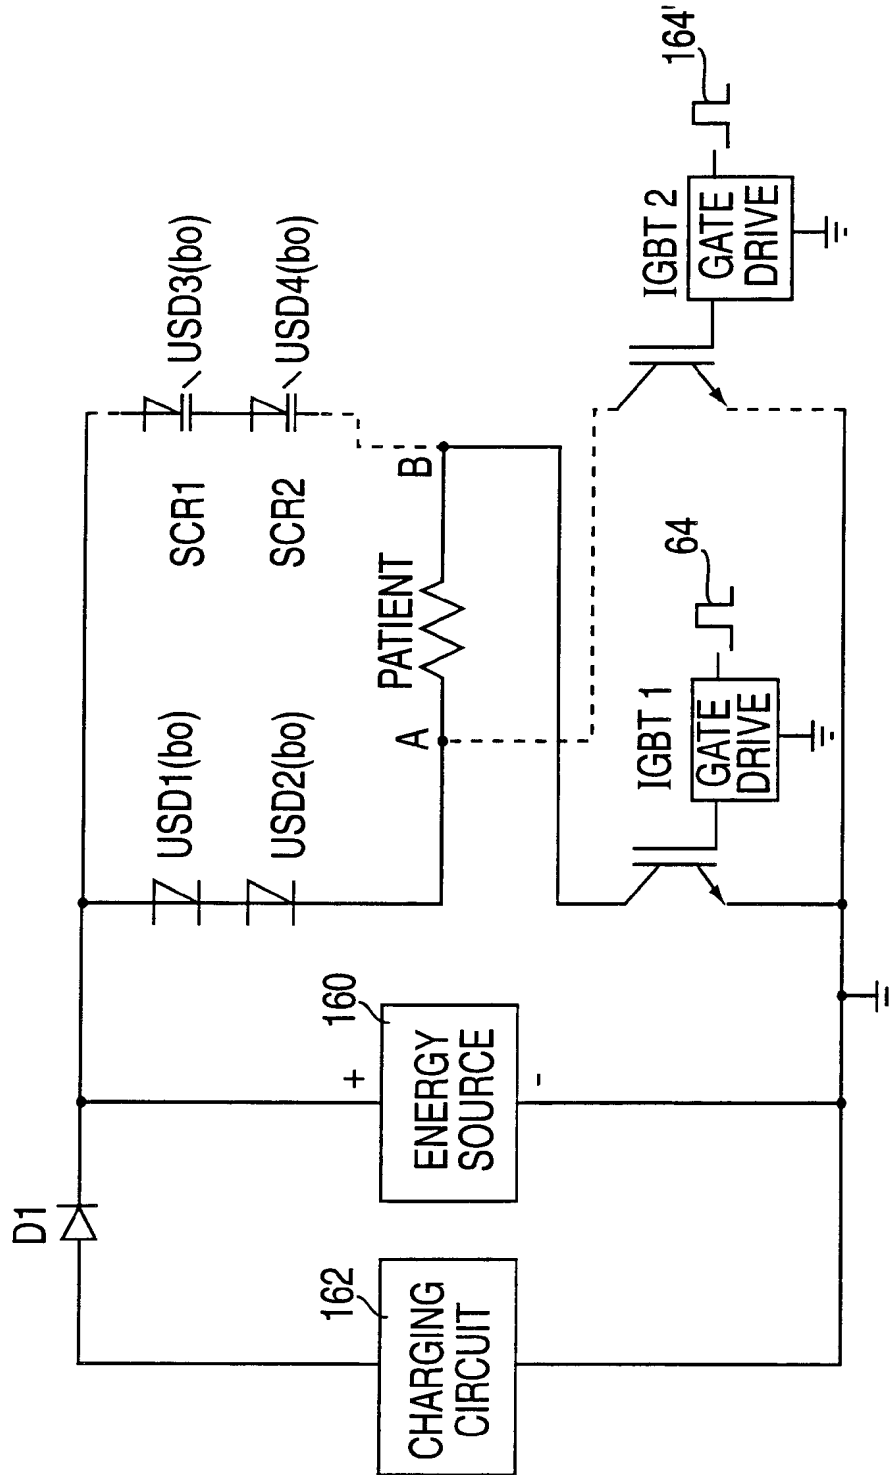 D1
162
CHARGING
CIRCUIT
160
+
ENERGY
SOURCE
-
USD1(bo)
USD2(bo)
SCR1
USD3(bo)
SCR2
USD4(bo)
A
PATIENT
B
IGBT 1
GATE
DRIVE
64
IGBT 2
GATE
DRIVE
164'